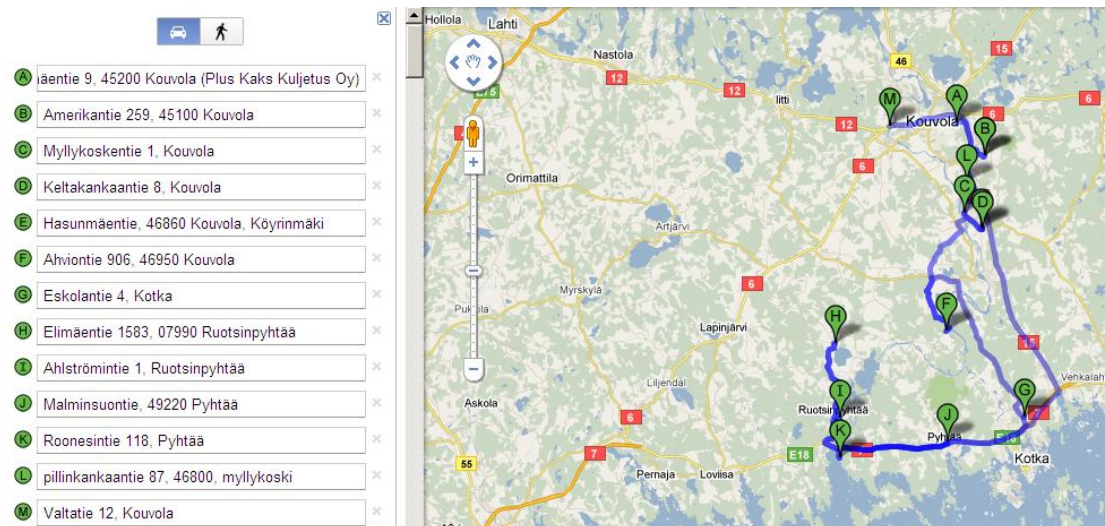 A äentie 9, 45200 Kouvola (Plus Kaks Kuljetus Oy)
B Amerikantie 259, 45100 Kouvola
C Myllykoskentie 1, Kouvola
D Keltakankaantie 8, Kouvola
E Hasunmäentie, 46860 Kouvola, Köyrinmäki
F Ahviontie 906, 46950 Kouvola
G Eskolantie 4, Kotka
H Elimäentie 1583, 07990 Ruotsinpyhtää
I Ahlströmintie 1, Ruotsinpyhtää
J Malminsuontie, 49220 Pyhtää
K Roonesintie 118, Pyhtää
L pillinkankaantie 87, 46800, myllykoski
M Valtatie 12, Kouvola
Hollola
Lahti
Nastola
46
15
12
12
Iitti
M
A
6
6
E75
12
Kouvola
B
6
L
Orimattila
C
D
Artjärvi
6
Myrskylä
H
F
Lapinjärvi
15
Liljendal
I
G
Vehkalah
Askola
Ruotsinpyhtää
7
6
K
J
Pyhtää
E18
7
Kotka
55
7
Pernaja
Loviisa